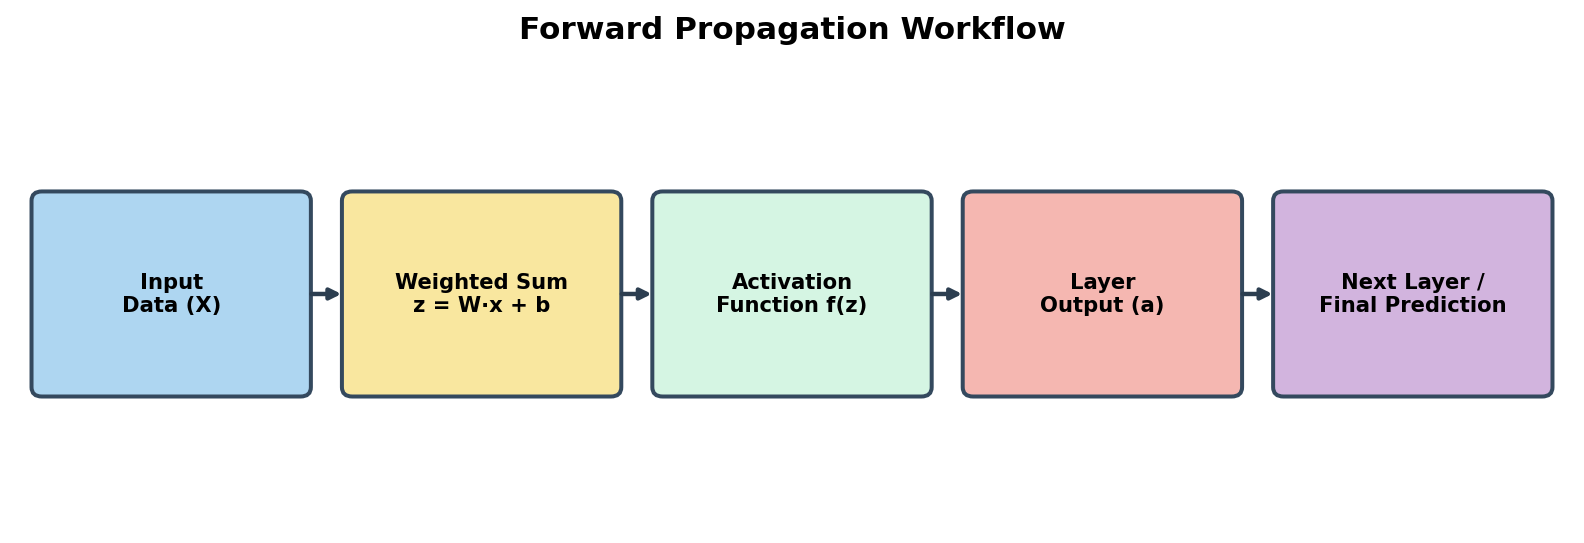 Forward Propagation Workflow
Input
Data (X)
Weighted Sum
z = W·x + b
Activation
Function f(z)
Layer
Output (a)
Next Layer /
Final Prediction